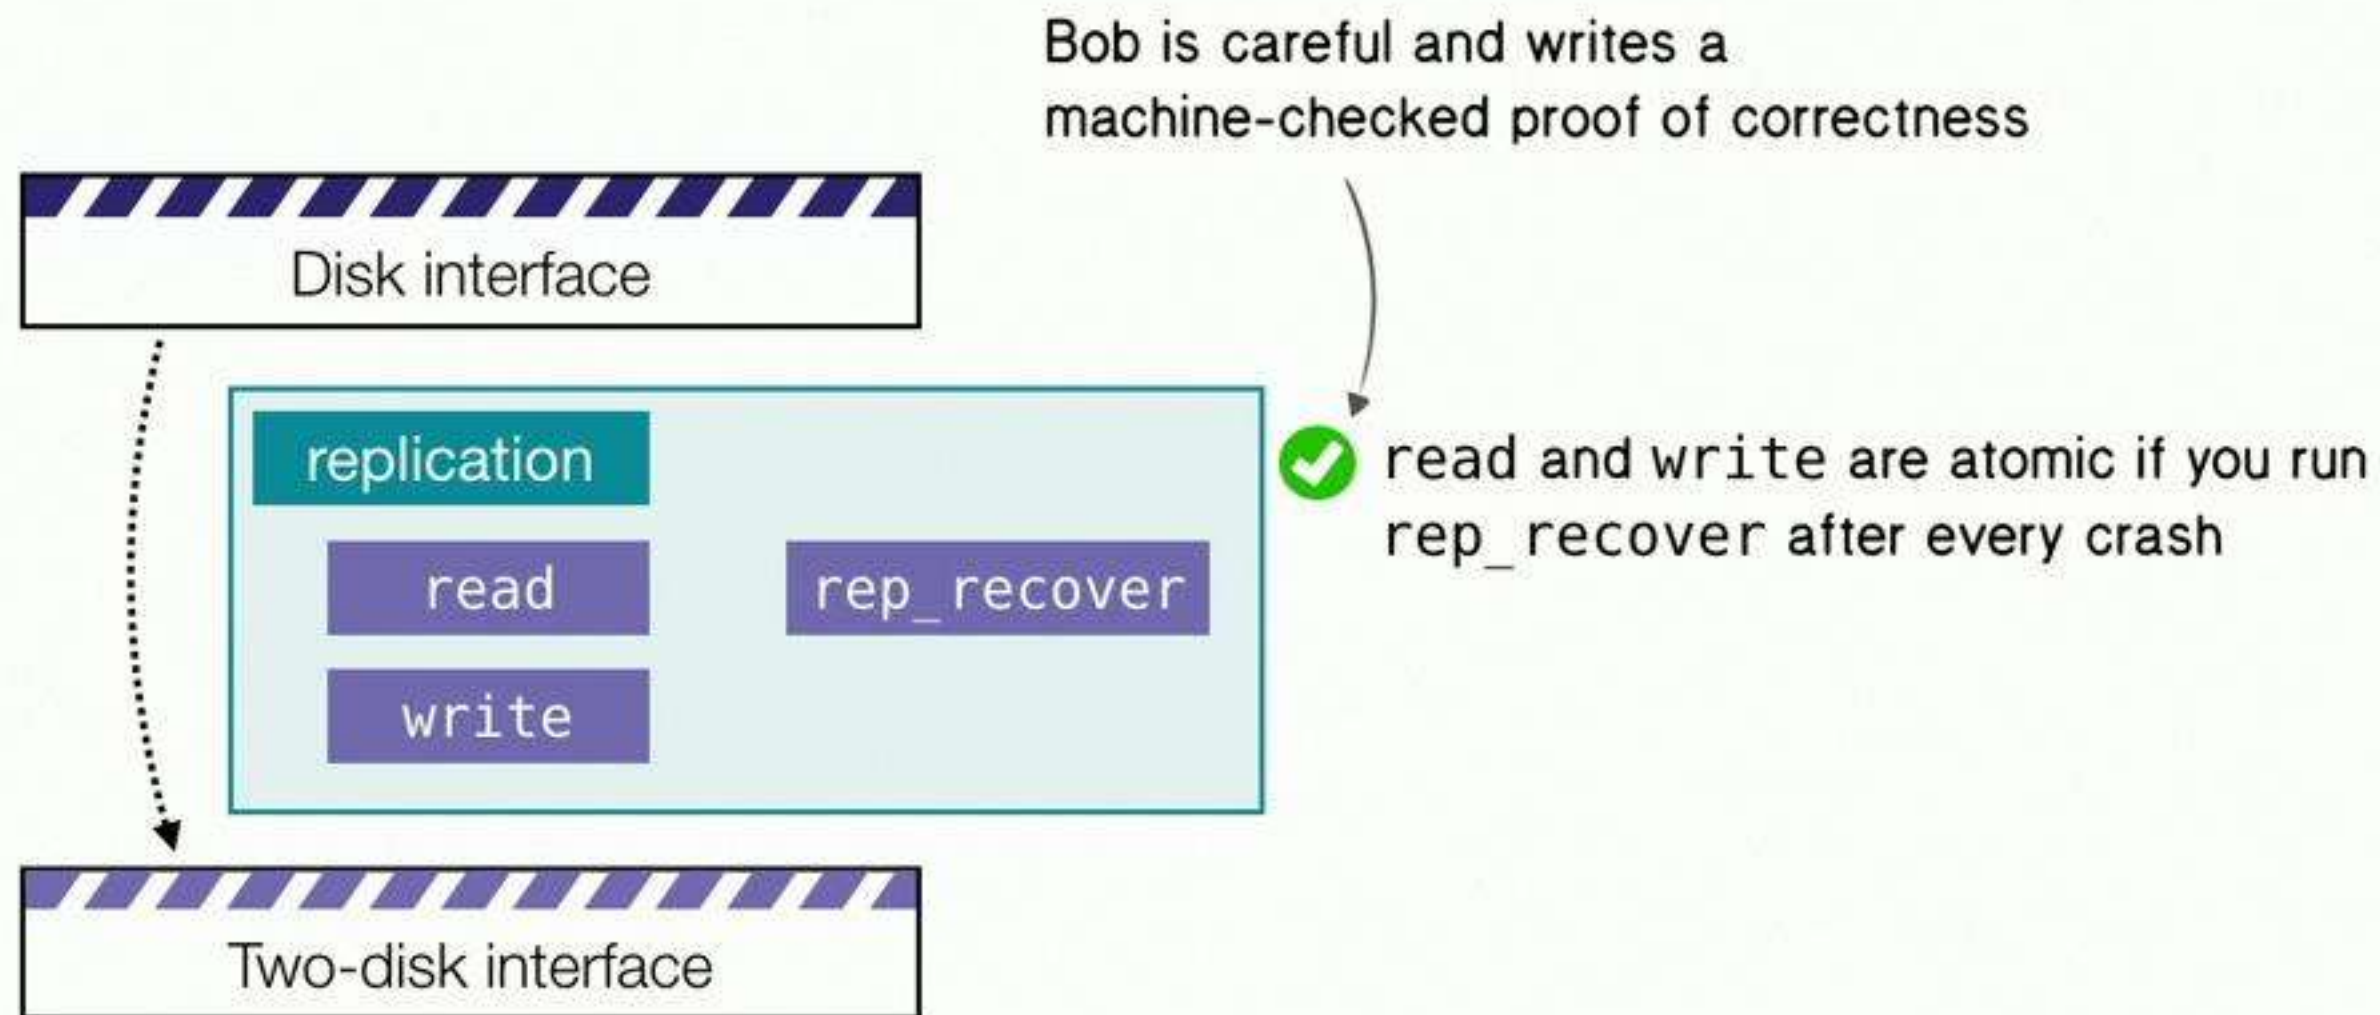 Bob is careful and writes a
machine-checked proof of correctness
Disk interface
replication
read and write are atomic if you run
rep_recover after every crash
read
rep_recover
write
Two-disk interface